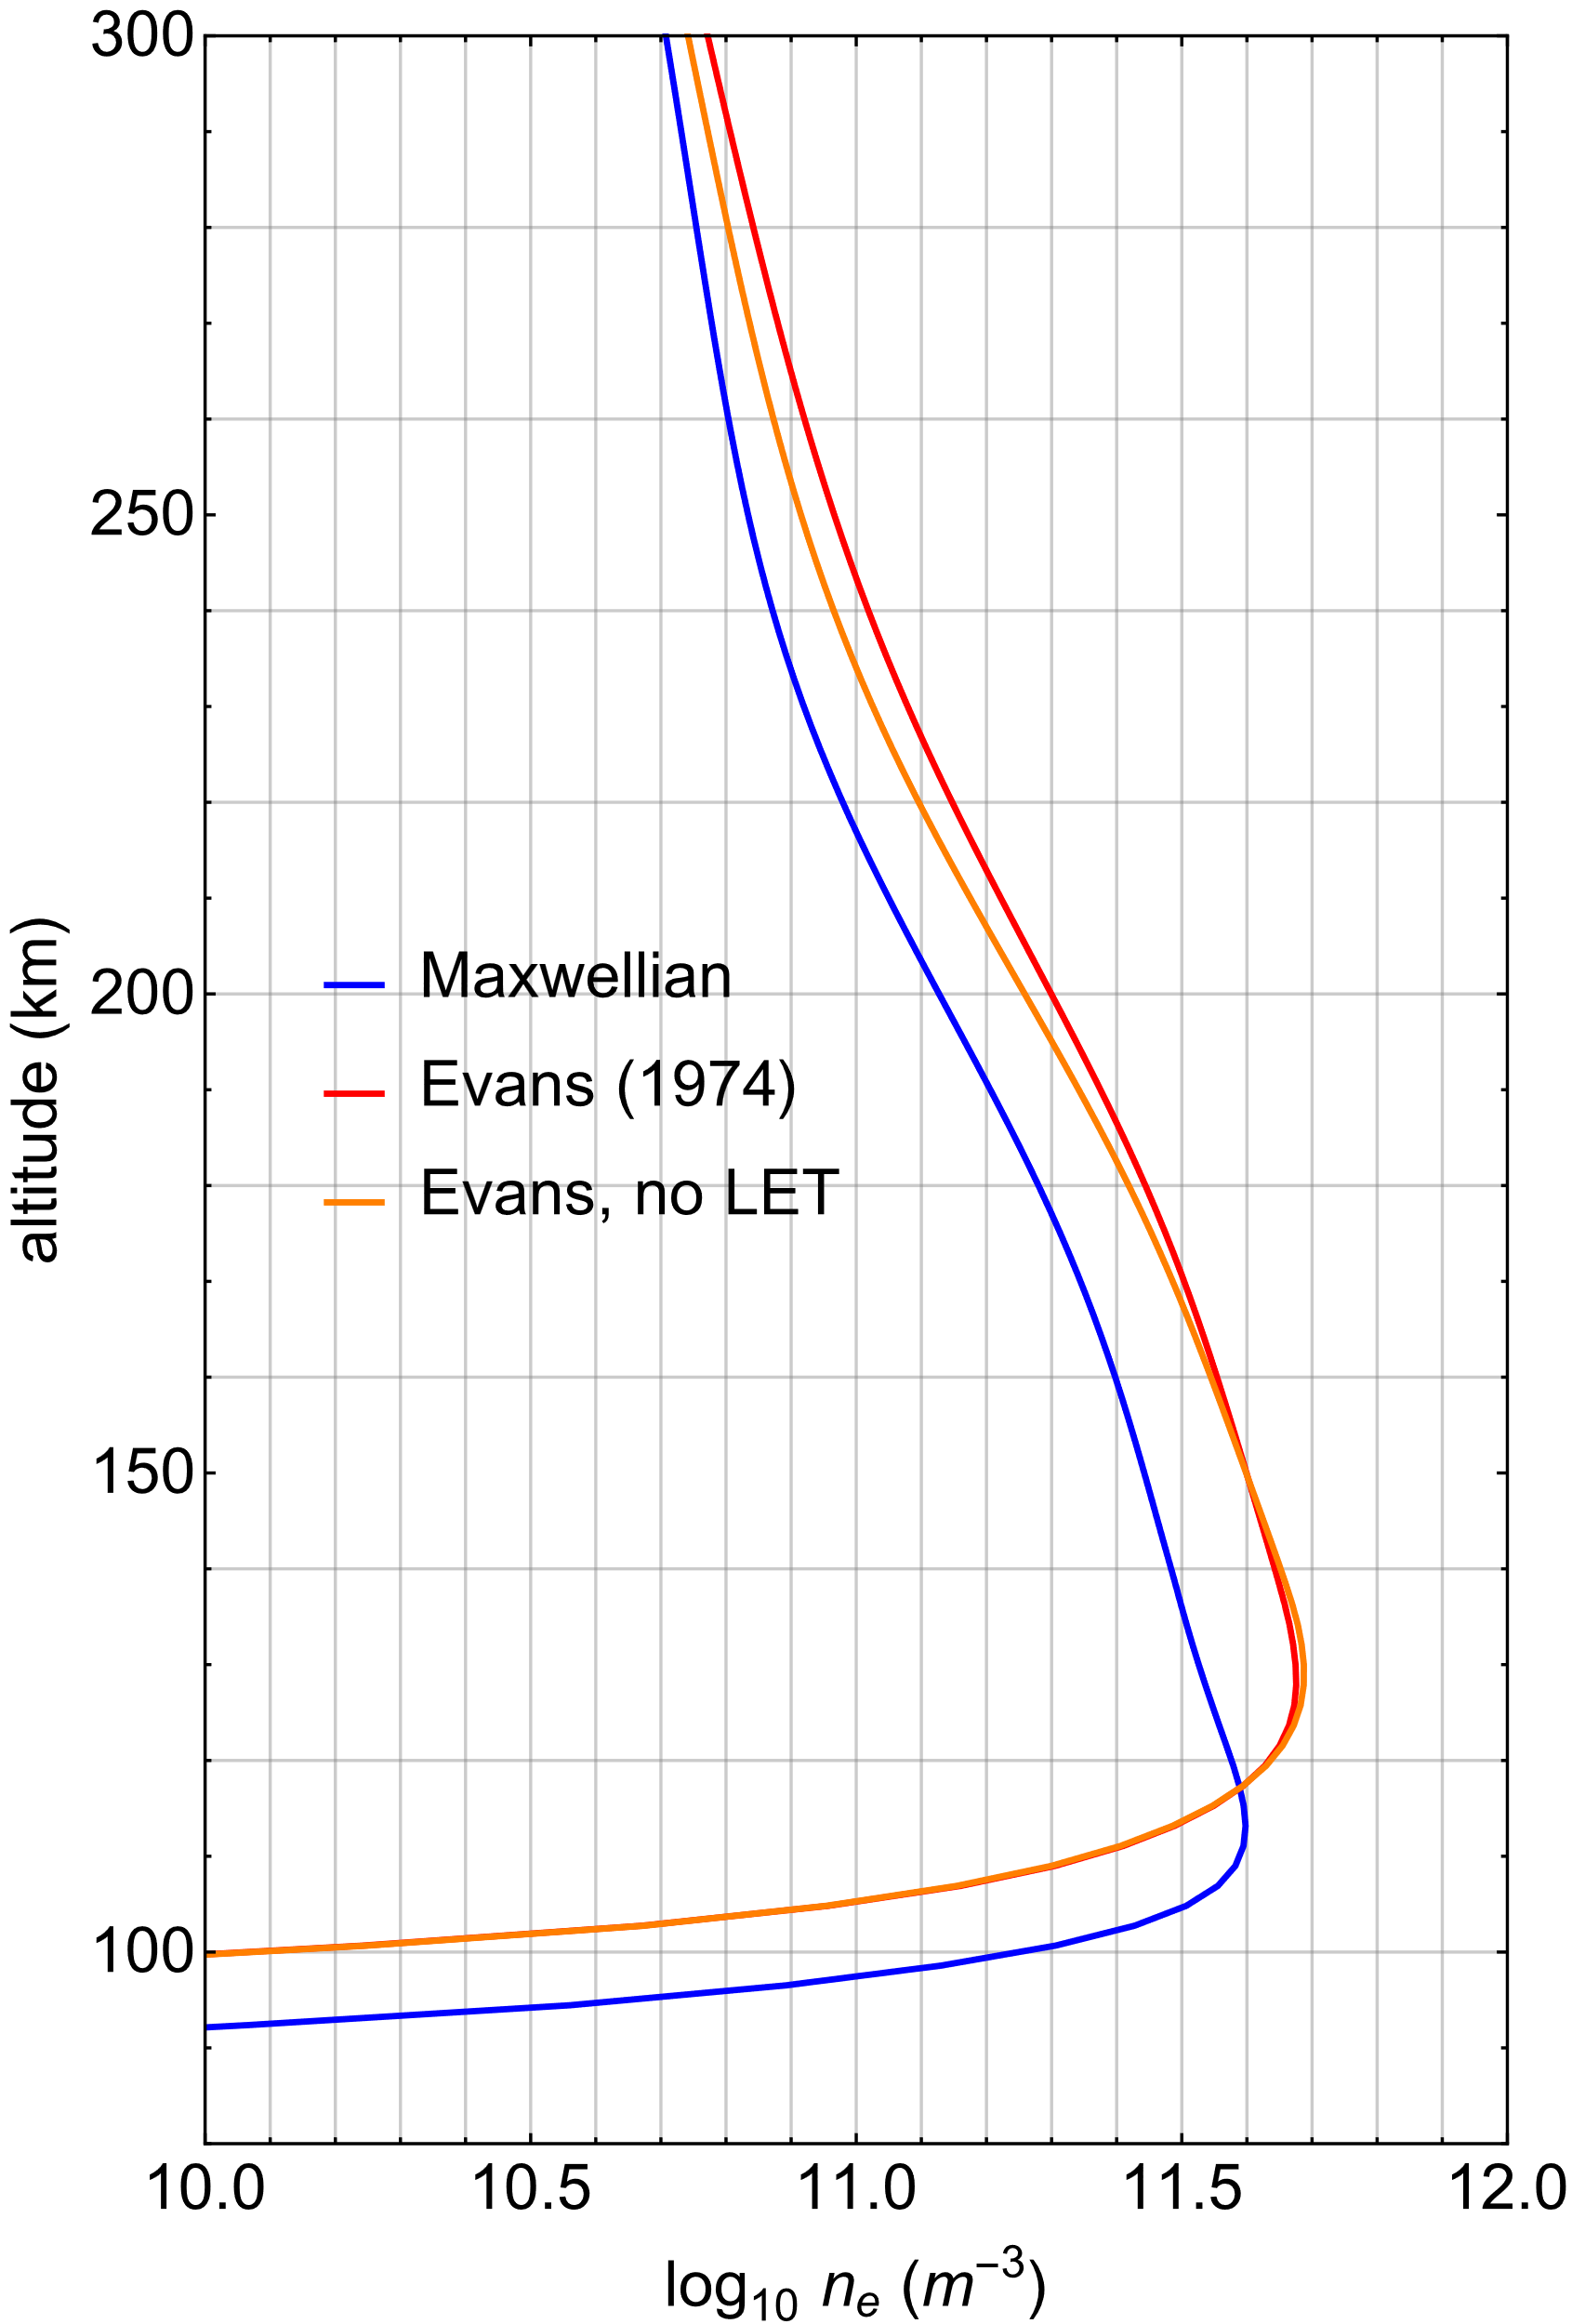 300
250
200
150
100
altitude (km)
Maxwellian
Evans (1974)
Evans, no LET
10.0 10.5 11.0 11.5 12.0
log₁₀ nₑ (m⁻³)